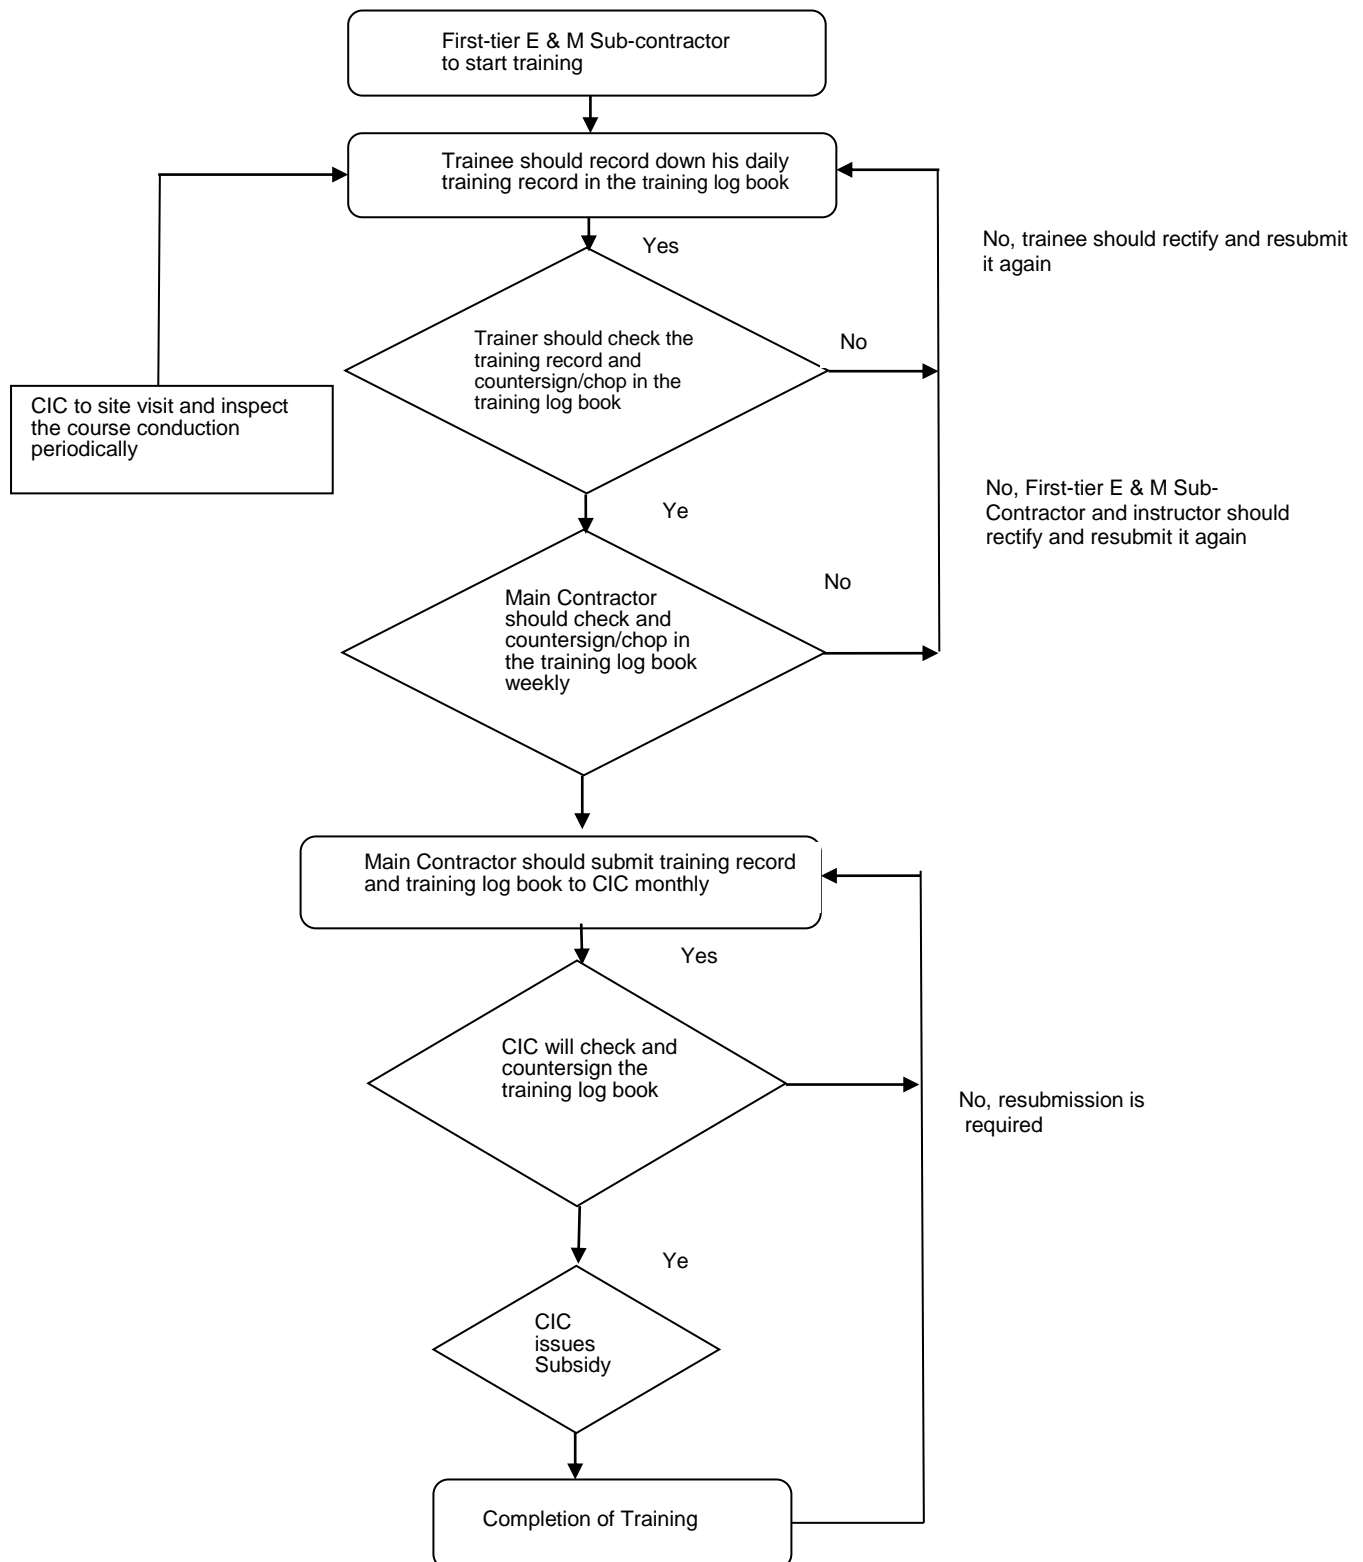 First-tier E & M Sub-contractor
to start training
Trainee should record down his daily
training record in the training log book
Yes
No, trainee should rectify and resubmit
it again
Trainer should check the
training record and
countersign/chop in the
training log book
No
CIC to site visit and inspect
the course conduction
periodically
No, First-tier E & M Sub-
Contractor and instructor should
rectify and resubmit it again
Ye
No
Main Contractor
should check and
countersign/chop in
the training log book
weekly
Main Contractor should submit training record
and training log book to CIC monthly
Yes
CIC will check and
countersign the
training log book
No, resubmission is
required
Ye
CIC
issues
Subsidy
Completion of Training